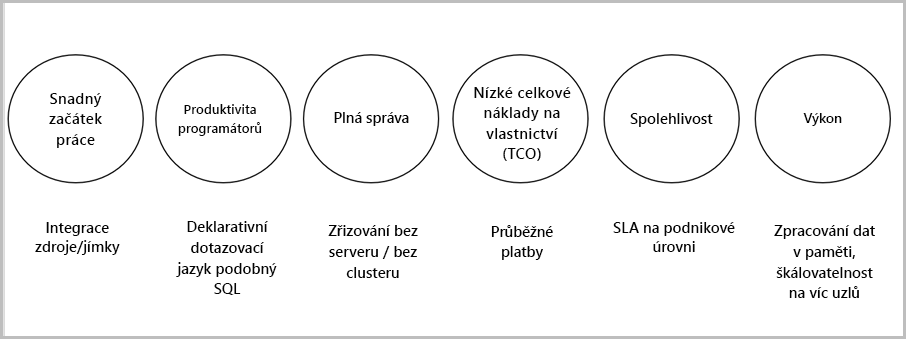 Snadný
začátek
práce
Produktivita
programátorů
Plná správa
Nízké celkové
náklady na
vlastnictví
(TCO)
Spolehlivost
Výkon
Integrace
zdroje/jímky
Deklarativní
dotazovací
jazyk podobný
SQL
Zřizování bez
serveru / bez
clusteru
Průběžné
platby
SLA na podnikové
úrovni
Zpracování dat
v paměti,
škálovatelnost
na víc uzlů